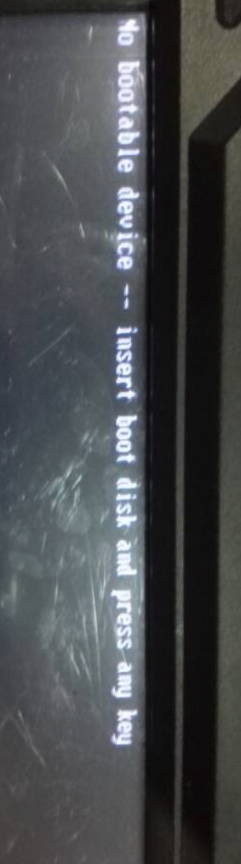 No bootable device -- insert boot disk and press any key